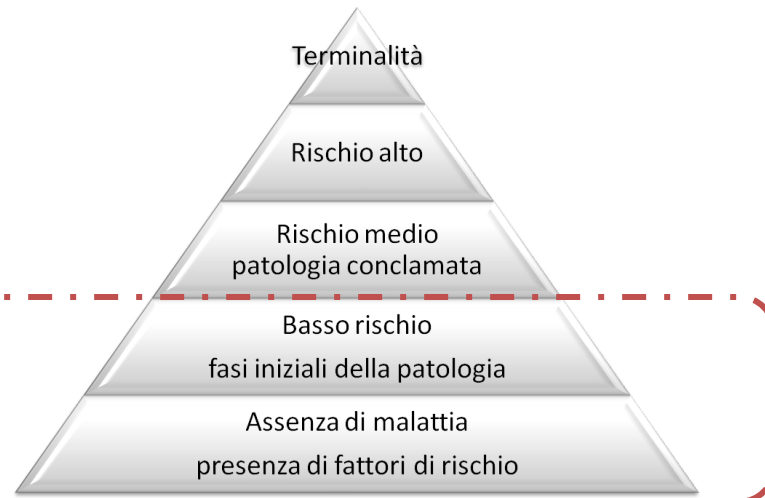 Terminalità
Rischio alto
Rischio medio
patologia conclamata
Basso rischio
fasi iniziali della patologia
Assenza di malattia
presenza di fattori di rischio